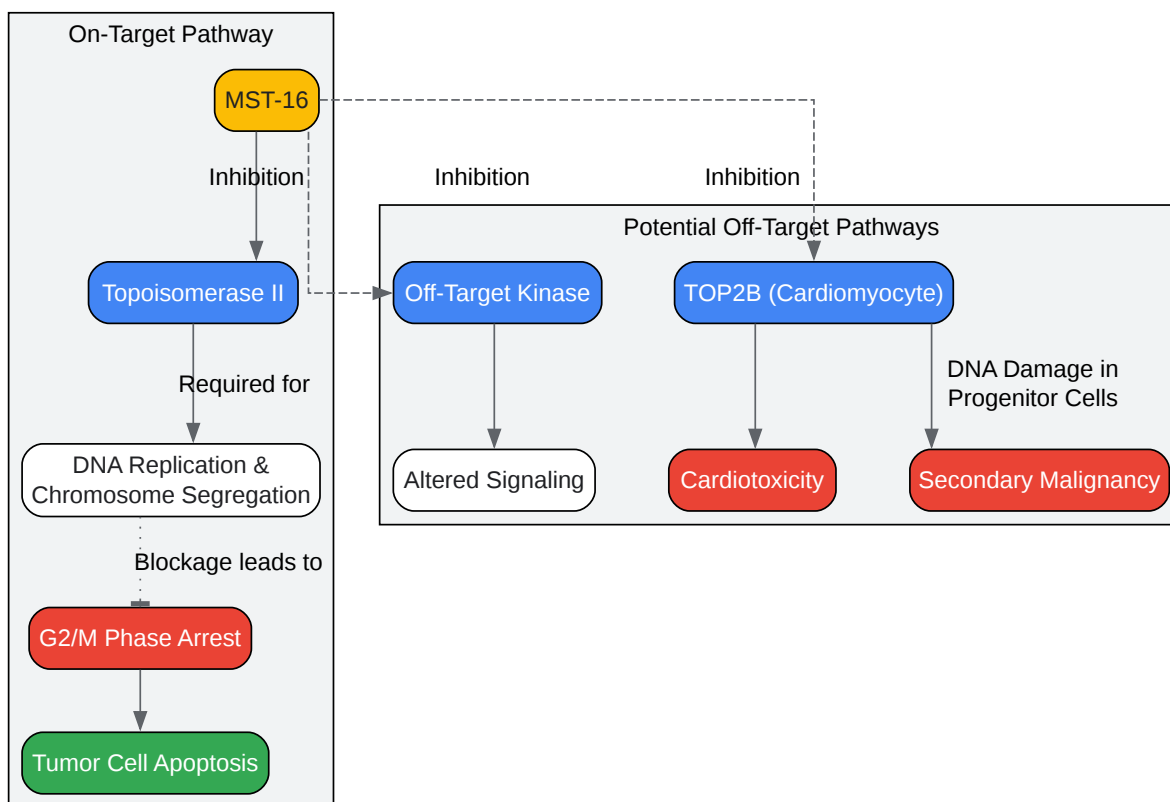 On-Target Pathway
MST-16
Inhibition
Inhibition
Inhibition
Potential Off-Target Pathways
Topoisomerase II
Off-Target Kinase
TOP2B (Cardiomyocyte)
Required for
DNA Damage in
Progenitor Cells
DNA Replication &
Chromosome Segregation
Altered Signaling
Cardiotoxicity
Secondary Malignancy
Blockage leads to
G2/M Phase Arrest
Tumor Cell Apoptosis